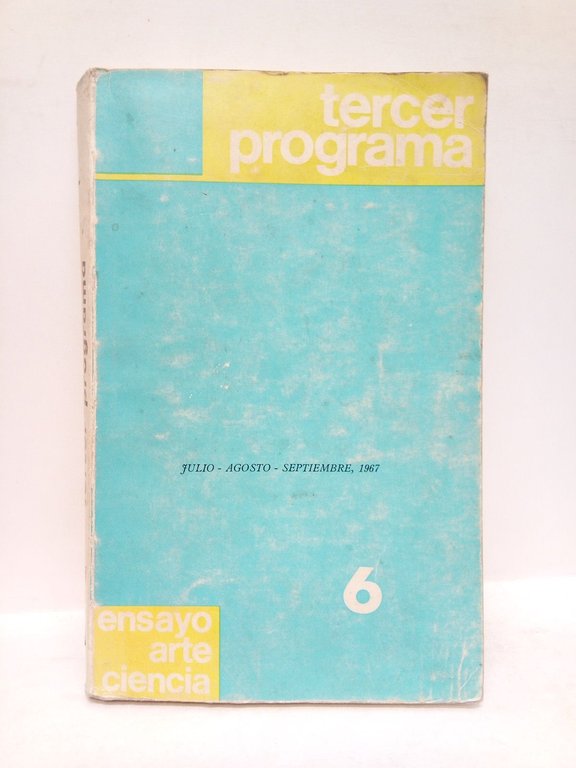 tercer
programa
JULIO - AGOSTO - SEPTIEMBRE, 1967
6
ensayo
arte
ciencia